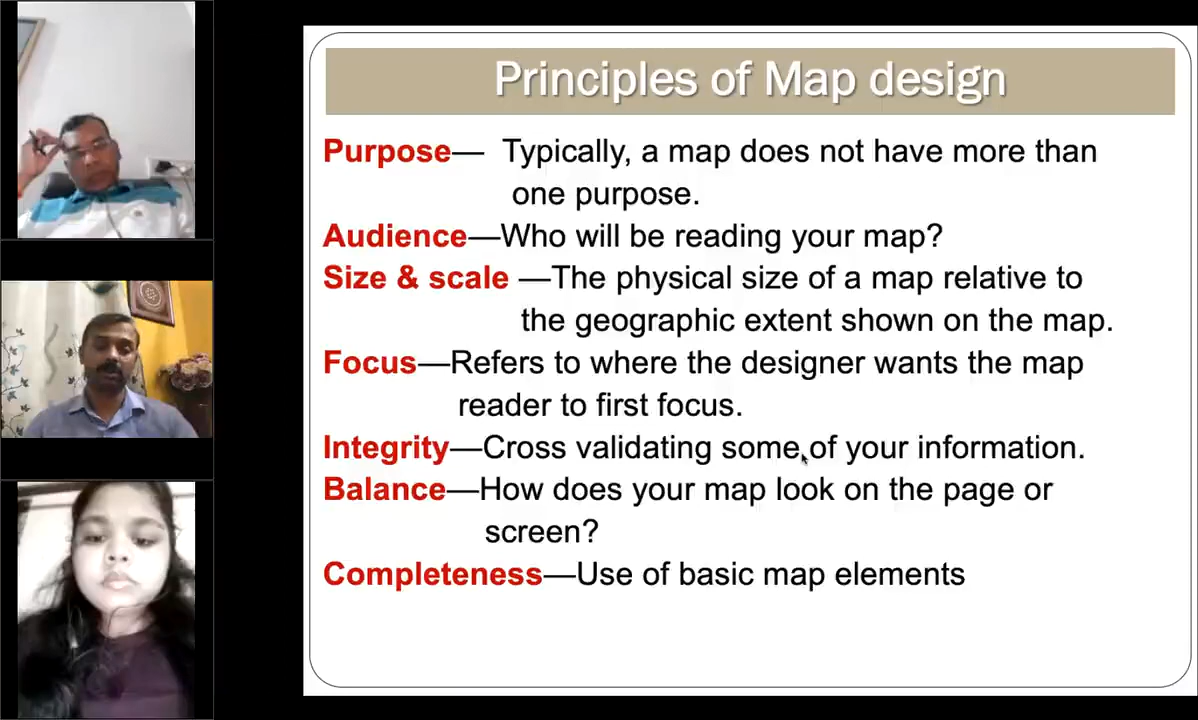 Principles of Map design
Purpose— Typically, a map does not have more than
one purpose.
Audience—Who will be reading your map?
Size & scale —The physical size of a map relative to
the geographic extent shown on the map.
Focus—Refers to where the designer wants the map
reader to first focus.
Integrity—Cross validating some of your information.
Balance—How does your map look on the page or
screen?
Completeness—Use of basic map elements